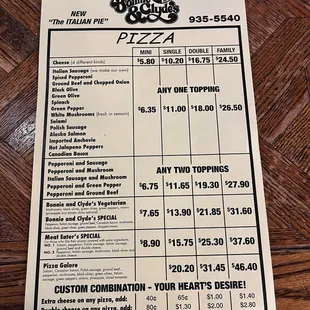 Bonnie
& Clyde's
NEW
"The ITALIAN PIE"
935-5540
PIZZA
MINI SINGLE DOUBLE FAMILY
Cheese (4 different kinds) $5.80 $10.20 $16.75 $24.50
Italian Sausage (we make our own)
Spiced Pepperoni
Ground Beef and Chopped Onion
Black Olive
Green Olive
Spinach
Green Pepper
White Mushrooms (fresh in season)
Salami
Polish Sausage
Alaska Salmon
Imported Anchovie
Hot Jalapeno Peppers
Canadian Bacon
ANY ONE TOPPING
$6.35 $11.00 $18.00 $26.50
Pepperoni and Sausage
Pepperoni and Mushroom
Italian Sausage and Mushroom
Pepperoni and Green Pepper
Pepperoni and Ground Beef
ANY TWO TOPPINGS
$6.75 $11.65 $19.30 $27.90
Bonnie and Clyde's Vegetarian
Bonnie and Clyde's SPECIAL
$7.65 $13.90 $21.85 $31.60
Meat Eater's SPECIAL
$8.90 $15.75 $25.30 $37.60
Pizza Galore
$20.20 $31.45 $46.40
CUSTOM COMBINATION - YOUR HEART'S DESIRE!
Extra cheese on any pizza, add: 40¢ 65¢ $1.00 $1.40
Double cheese on any pizza, add: 80¢ $1.30 $2.00 $2.80